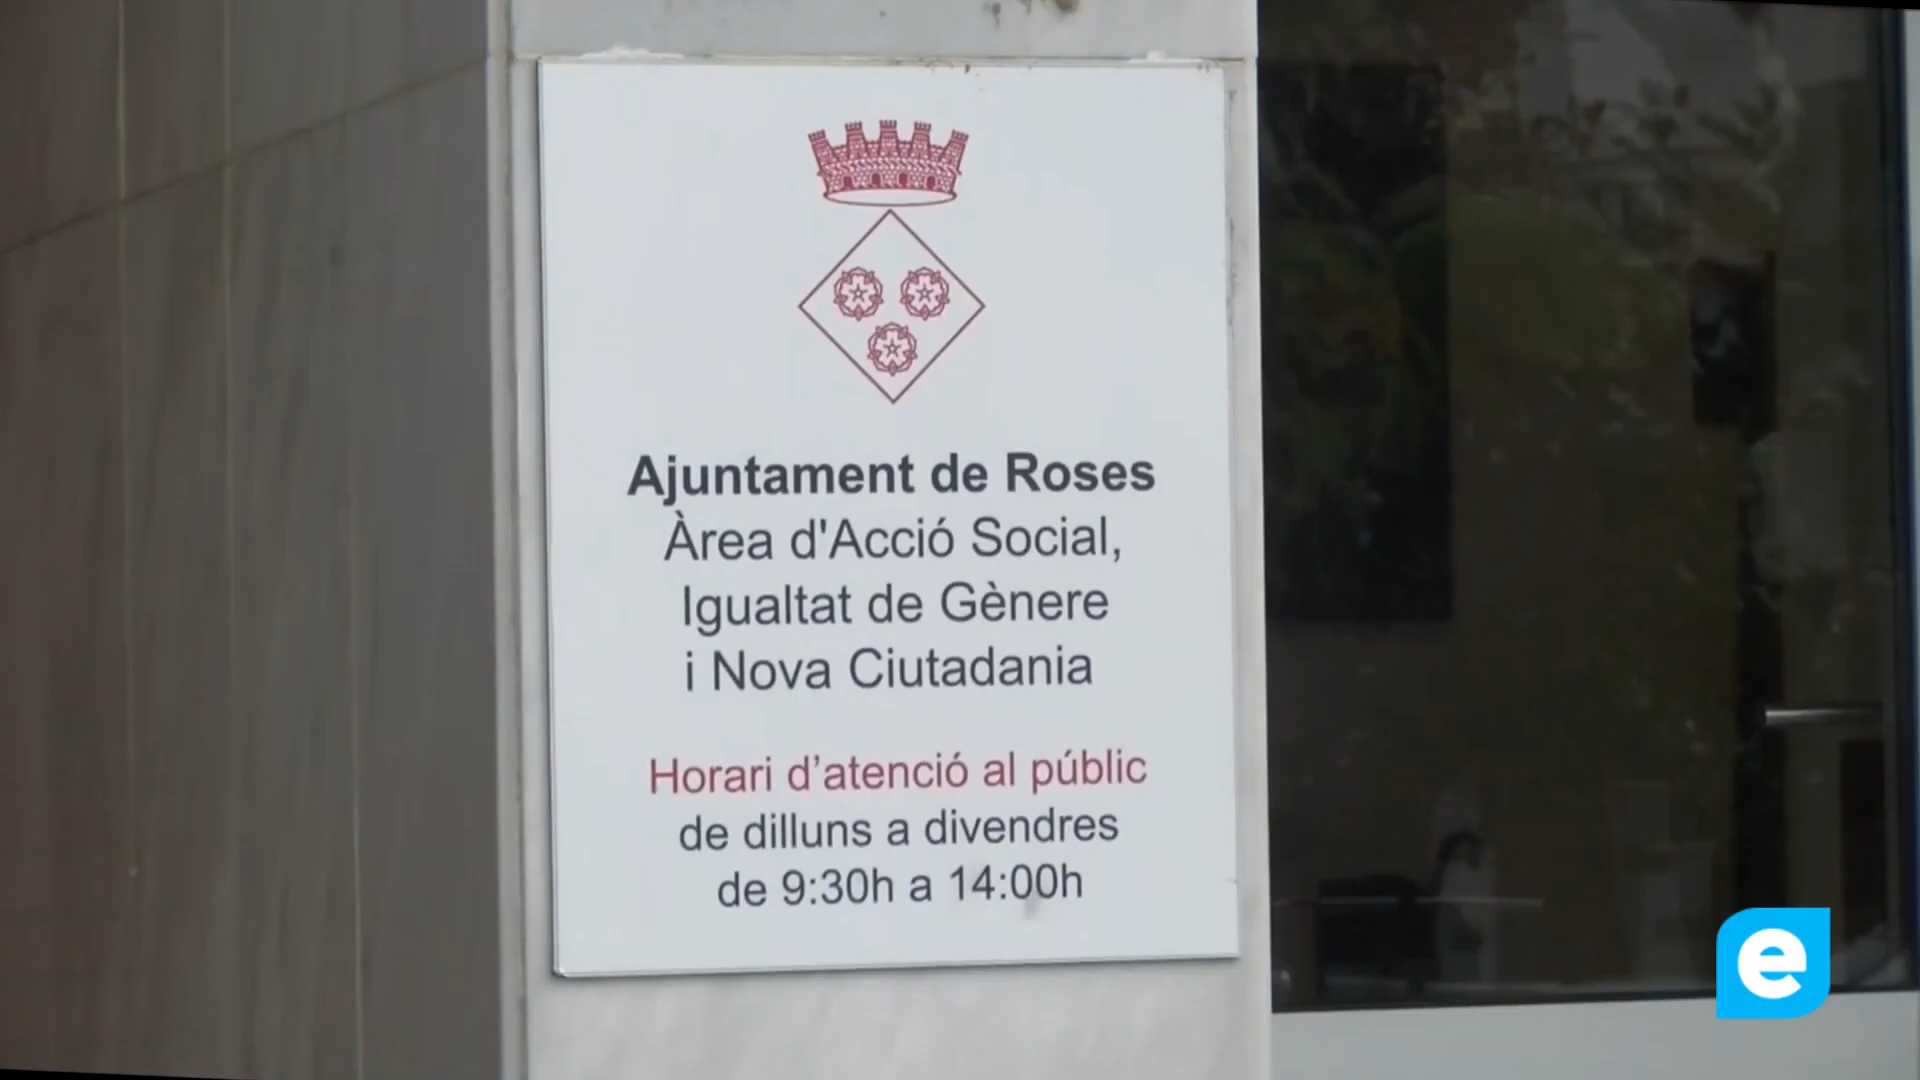 Ajuntament de Roses
Àrea d'Acció Social,
Igualtat de Gènere
i Nova Ciutadania
Horari d’atenció al públic
de dilluns a divendres
de 9:30h a 14:00h
e